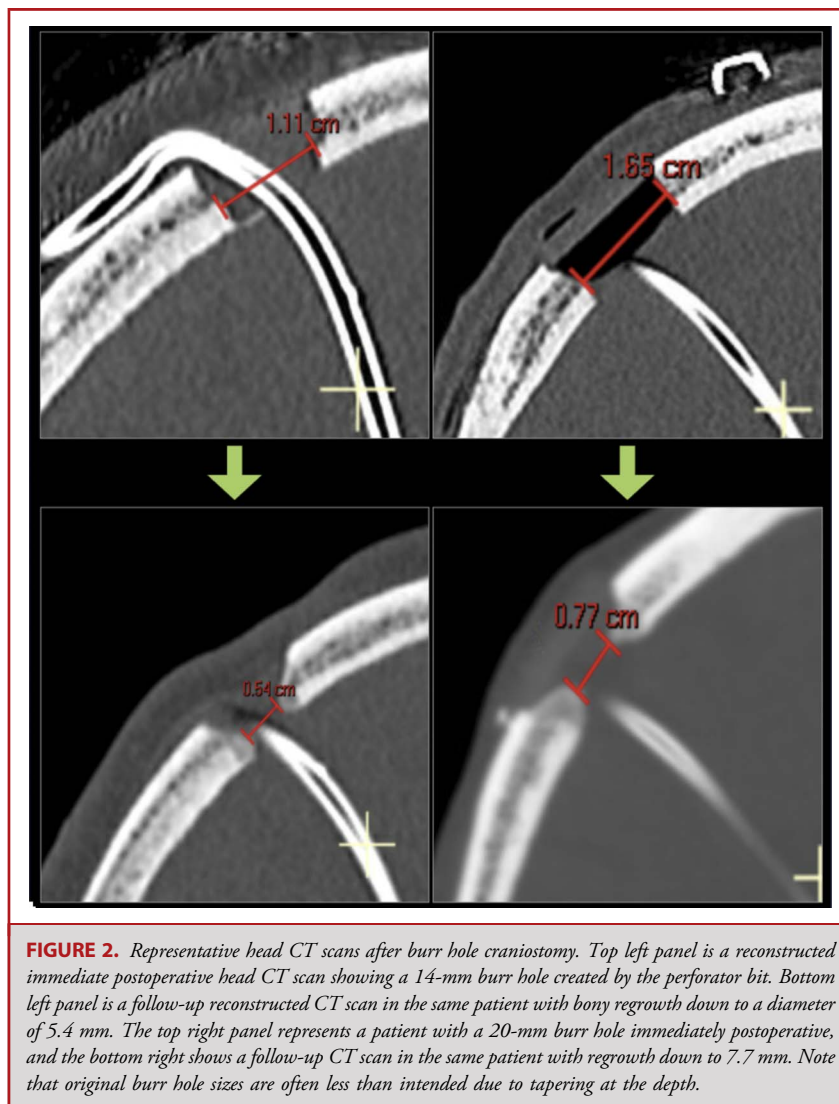 1.11 cm
1.65 cm
0.54 cm
0.77 cm
FIGURE 2. Representative head CT scans after burr hole craniostomy. Top left panel is a reconstructed
immediate postoperative head CT scan showing a 14-mm burr hole created by the perforator bit. Bottom
left panel is a follow-up reconstructed CT scan in the same patient with bony regrowth down to a diameter
of 5.4 mm. The top right panel represents a patient with a 20-mm burr hole immediately postoperative,
and the bottom right shows a follow-up CT scan in the same patient with regrowth down to 7.7 mm. Note
that original burr hole sizes are often less than intended due to tapering at the depth.